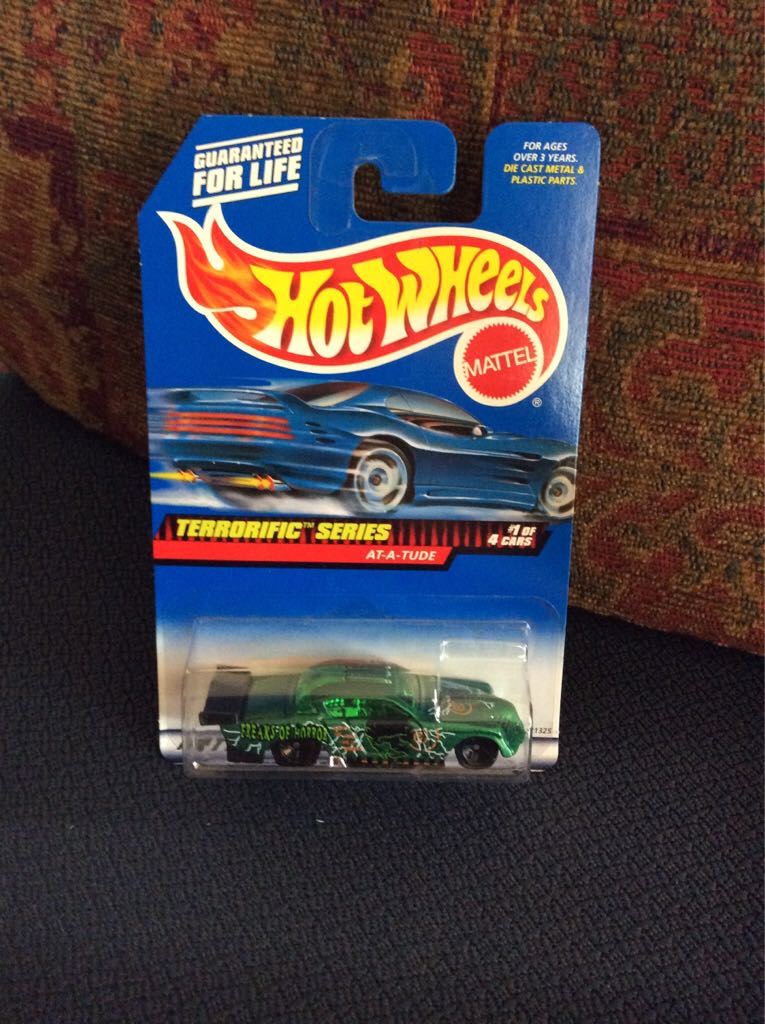 GUARANTEED
FOR LIFE
FOR AGES
OVER 3 YEARS.
DIE CAST METAL &
PLASTIC PARTS.
HOT WHEELS
MATTEL
®
TERRORIFIC™ SERIES
#1 OF
4 CARS
AT-A-TUDE
FREAKS OF HORROR